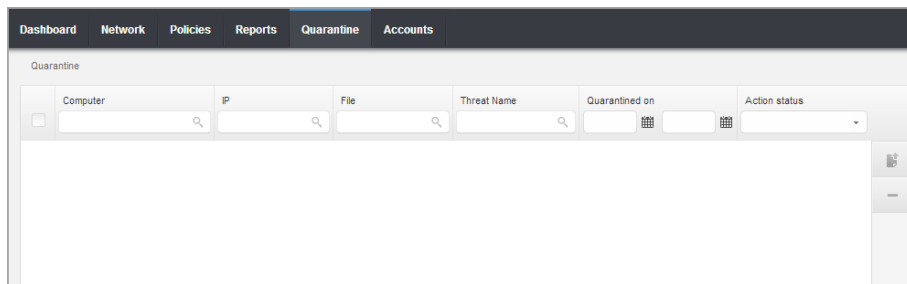 Dashboard Network Policies Reports Quarantine Accounts
Quarantine
Computer IP File Threat Name Quarantined on Action status